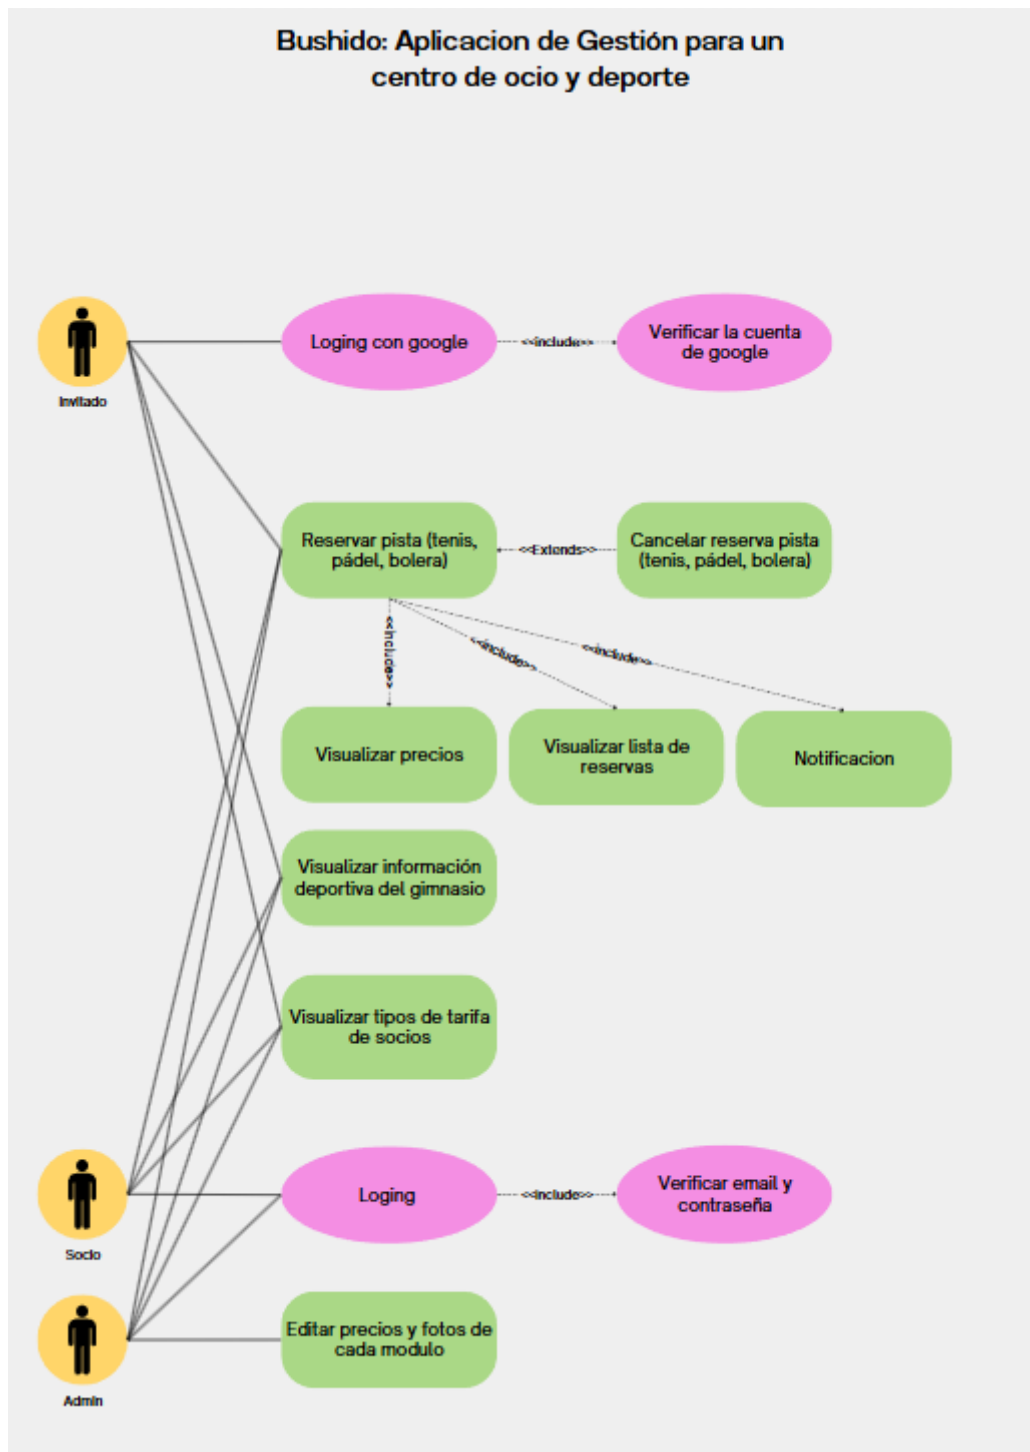 Bushido: Aplicacion de Gestión para un
centro de ocio y deporte
Invitado
Loging con google
<<include>>
Verificar la cuenta
de google
Reservar pista (tenis,
pádel, bolera)
<<Extends>>
Cancelar reserva pista
(tenis, pádel, bolera)
<<include>>
<<include>>
<<include>>
Visualizar precios
Visualizar lista de
reservas
Notificacion
Visualizar información
deportiva del gimnasio
Visualizar tipos de tarifa
de socios
Socio
Loging
<<include>>
Verificar email y
contraseña
Admin
Editar precios y fotos de
cada modulo